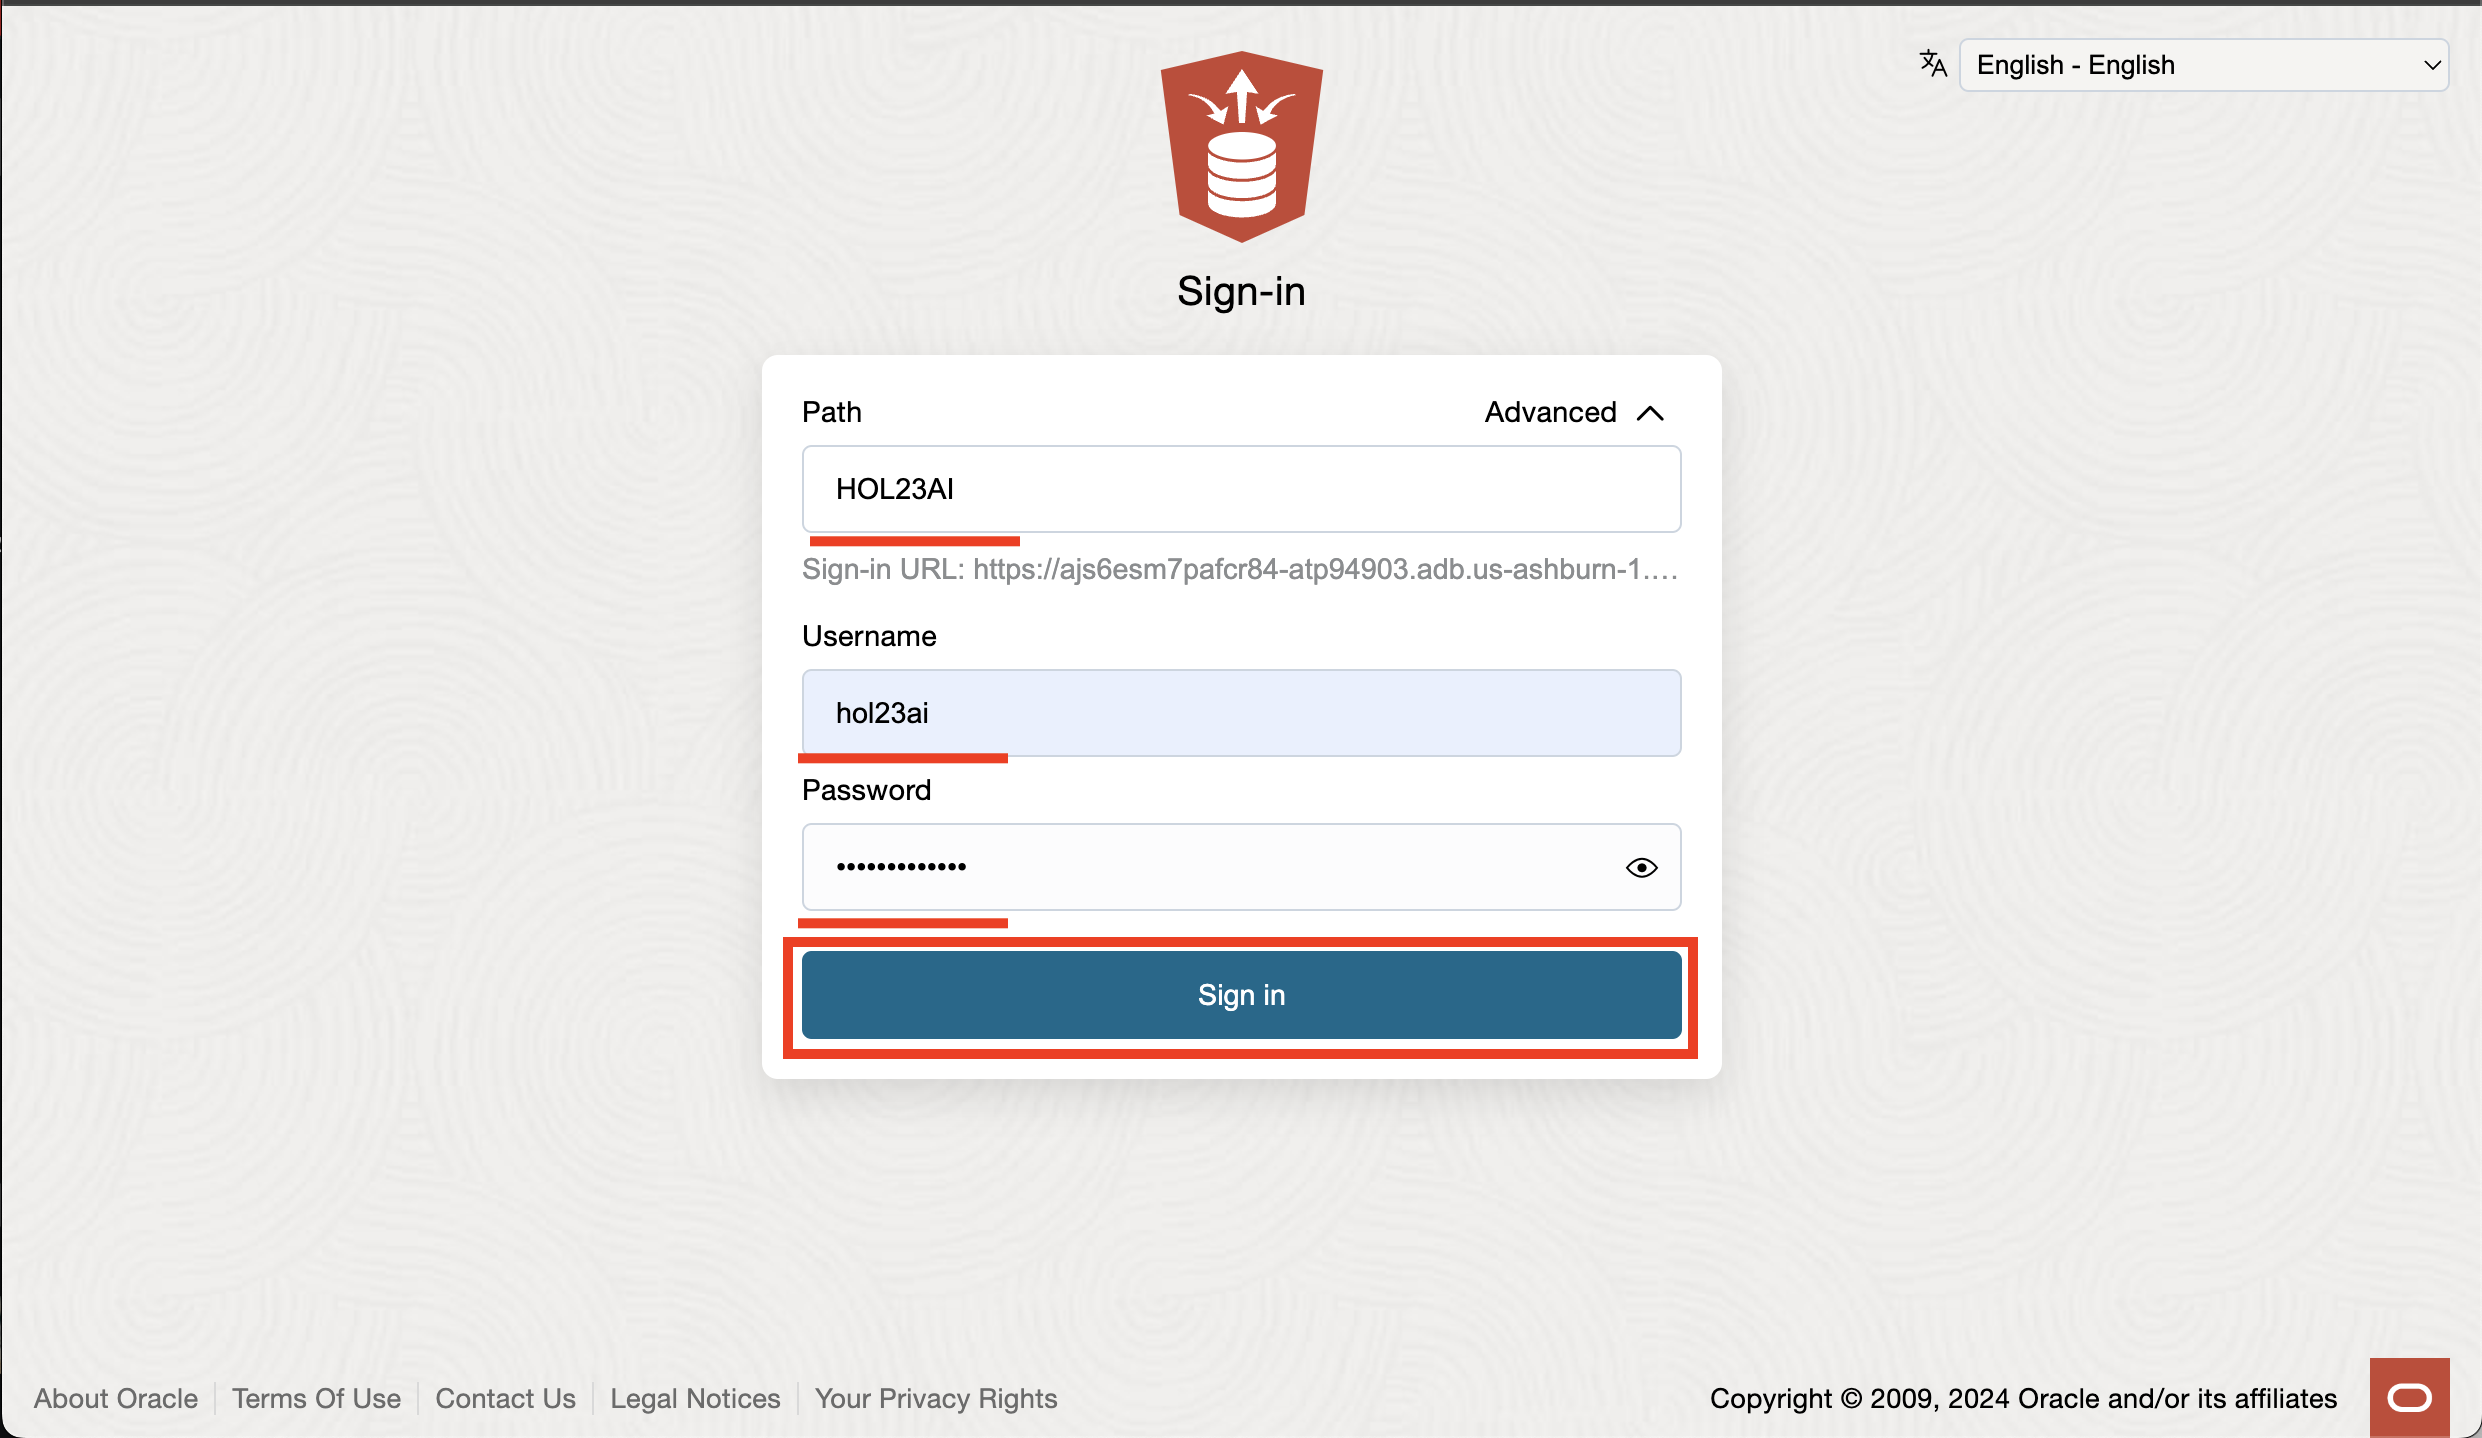 English - English
Sign-in
Path
Advanced
HOL23AI
Sign-in URL: https://ajs6esm7pafcr84-atp94903.adb.us-ashburn-1....
Username
hol23ai
Password
•••••••••••••
Sign in
About Oracle
Terms Of Use
Contact Us
Legal Notices
Your Privacy Rights
Copyright © 2009, 2024 Oracle and/or its affiliates